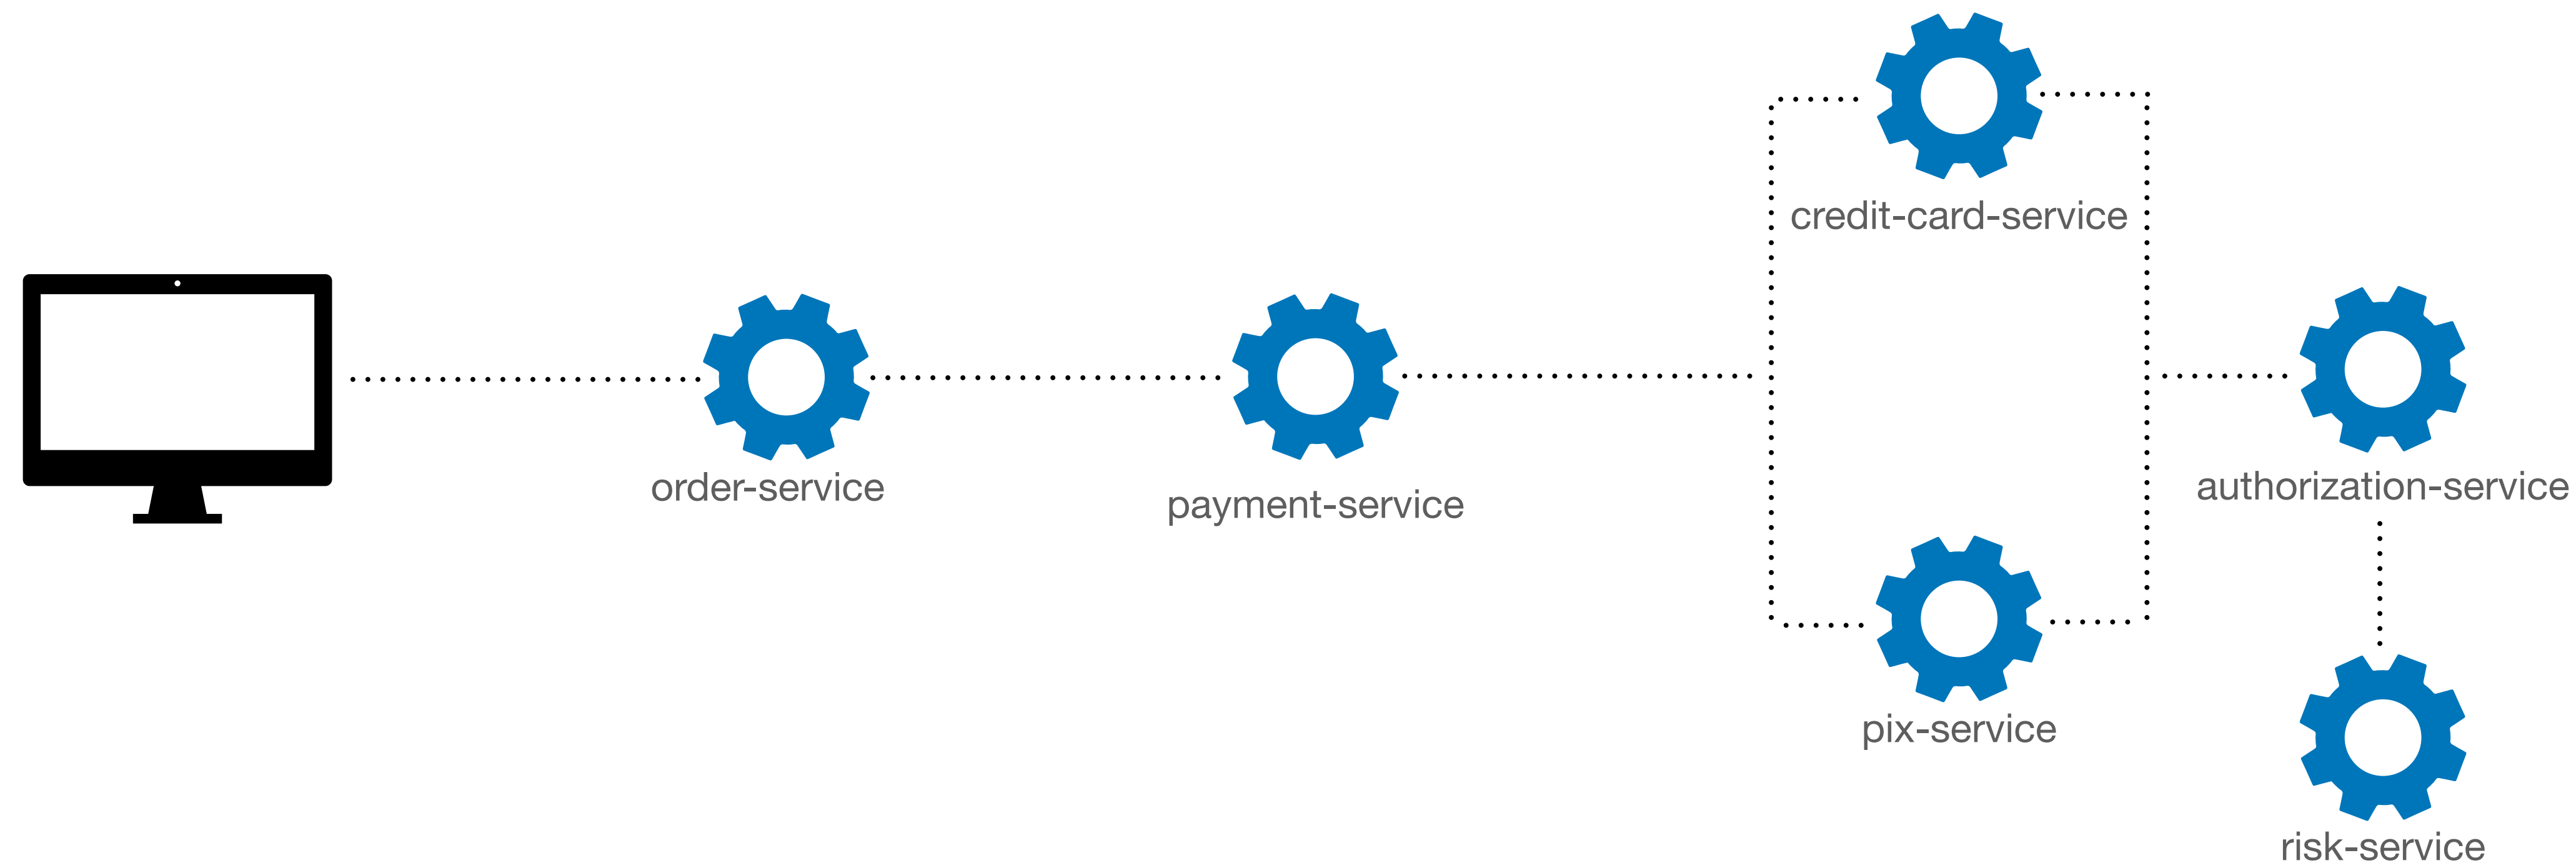 credit-card-service
order-service
payment-service
authorization-service
pix-service
risk-service